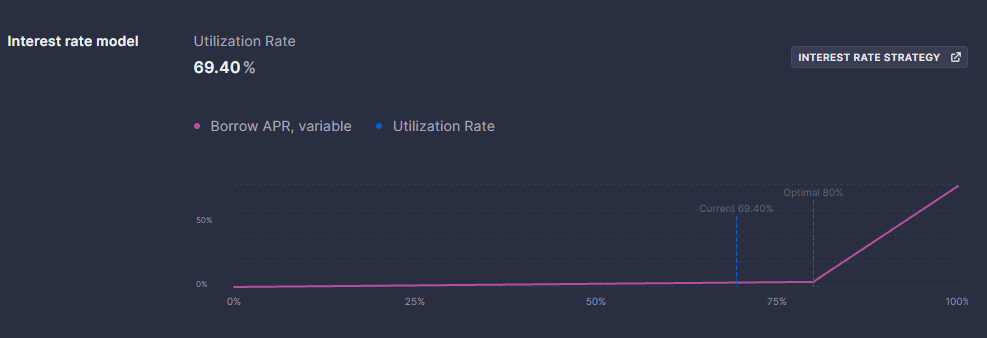 Interest rate model
Utilization Rate
69.40 %
INTEREST RATE STRATEGY
Borrow APR, variable
Utilization Rate
Optimal 80%
Current 69.40%
50%
0%
0%
25%
50%
75%
100%